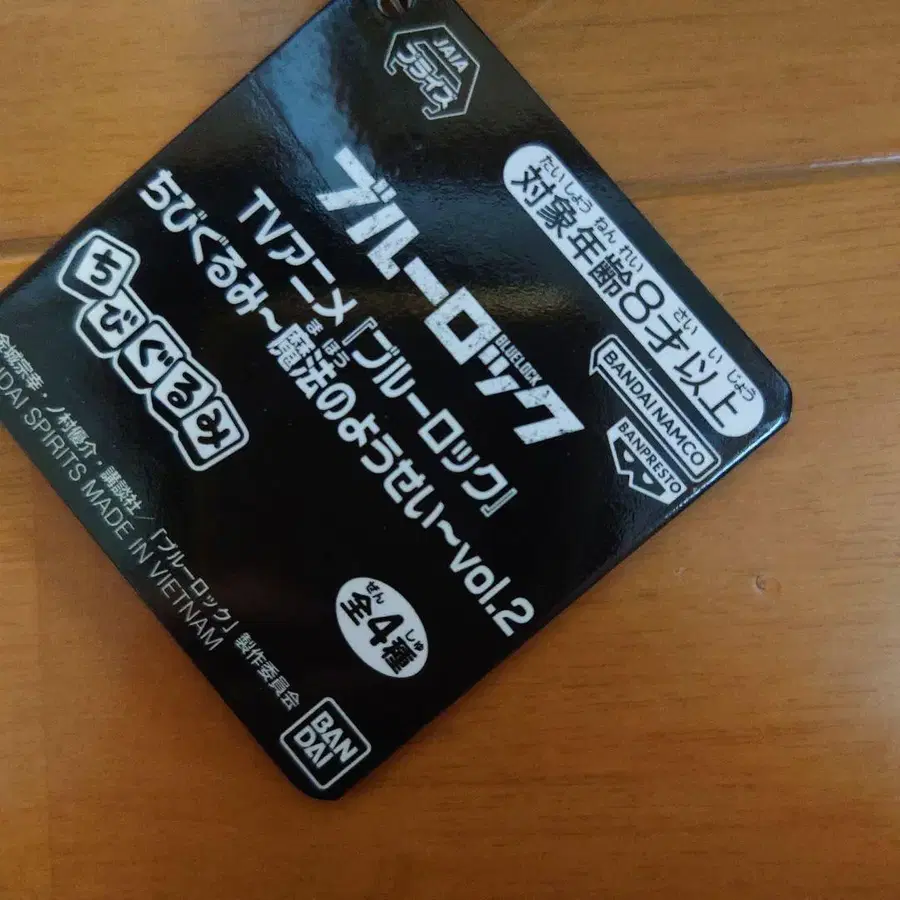 JAIA
プライズ
たいしょうねんれい さいいじょう
対象年齢8才以上
BANDAI NAMCO
BANPRESTO
ブルーロック
BLUELOCK
TVアニメ『ブルーロック』
まほう
ちびぐるみ~魔法のようせい~vol.2
ちびぐるみ
ぜん しゅ
全4種
金城宗幸・ノ村優介・講談社/「ブルーロック」製作委員会
NDAI SPIRITS MADE IN VIETNAM
BANDAI